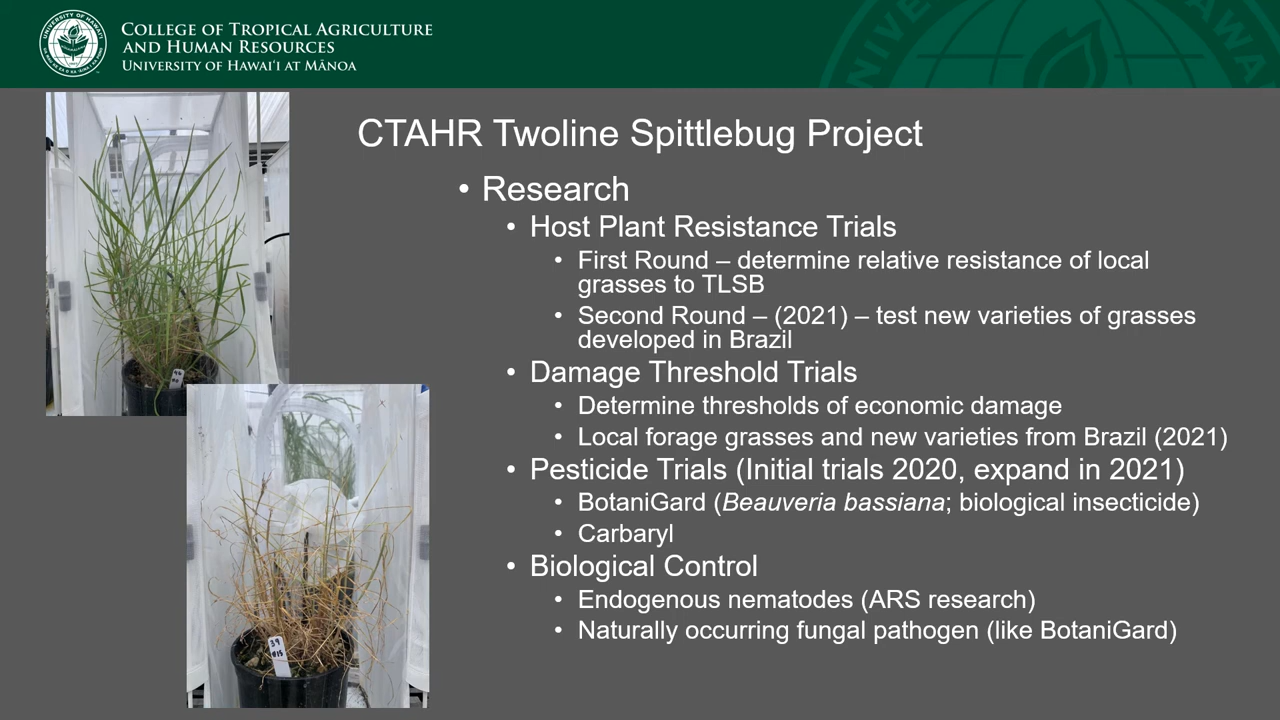 COLLEGE OF TROPICAL AGRICULTURE
AND HUMAN RESOURCES
UNIVERSITY OF HAWAIʻI AT MĀNOA
CTAHR Twoline Spittlebug Project
• Research
• Host Plant Resistance Trials
• First Round – determine relative resistance of local
grasses to TLSB
• Second Round – (2021) – test new varieties of grasses
developed in Brazil
• Damage Threshold Trials
• Determine thresholds of economic damage
• Local forage grasses and new varieties from Brazil (2021)
• Pesticide Trials (Initial trials 2020, expand in 2021)
• BotaniGard (Beauveria bassiana; biological insecticide)
• Carbaryl
• Biological Control
• Endogenous nematodes (ARS research)
• Naturally occurring fungal pathogen (like BotaniGard)
39
#15